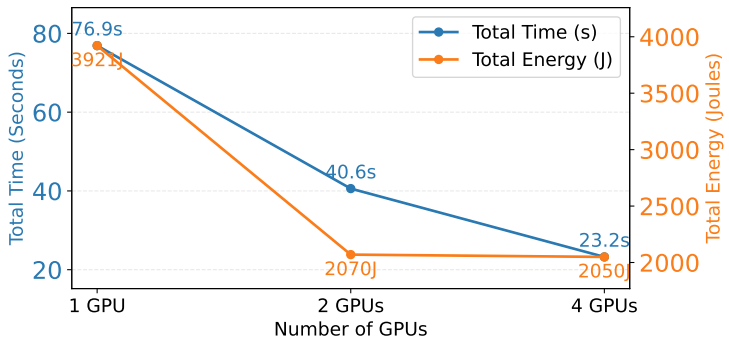 Total Time (s)
Total Energy (J)
76.9s
3921J
40.6s
2070J
23.2s
2050J
80
60
40
20
Total Time (Seconds)
4000
3500
3000
2500
2000
Total Energy (Joules)
1 GPU
2 GPUs
4 GPUs
Number of GPUs